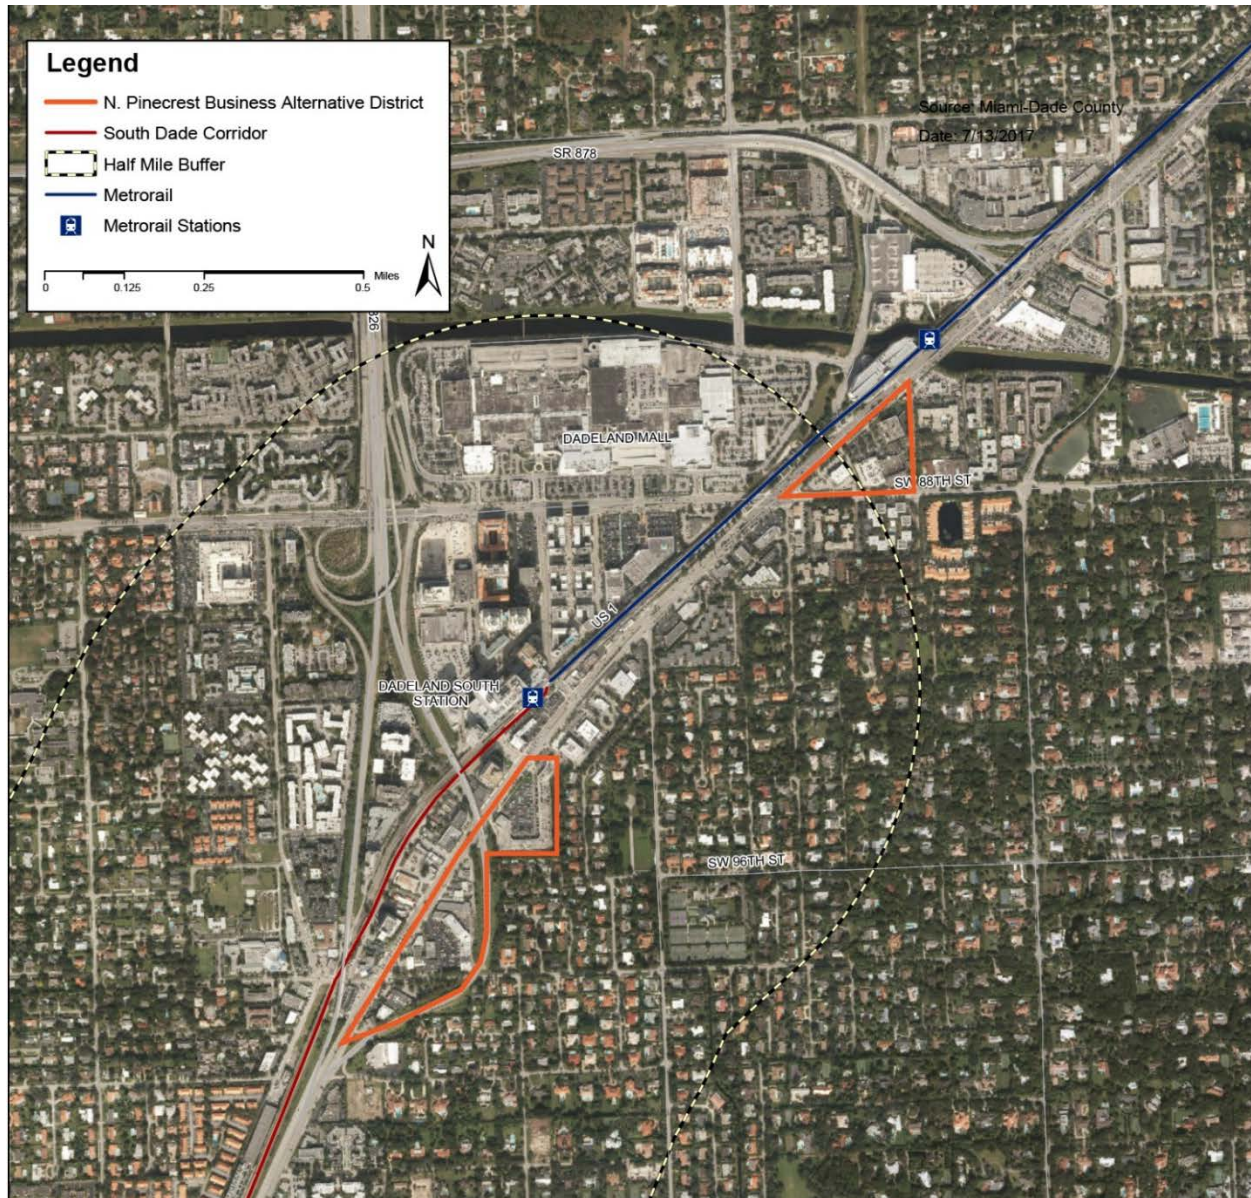 Legend
N. Pinecrest Business Alternative District
South Dade Corridor
Half Mile Buffer
Metrorail
Metrorail Stations
N
Miles
0 0.125 0.25 0.5
Source: Miami-Dade County
Date: 7/13/2017
SR 878
826
DADELAND MALL
SW 88TH ST
US 1
DADELAND SOUTH
STATION
SW 96TH ST